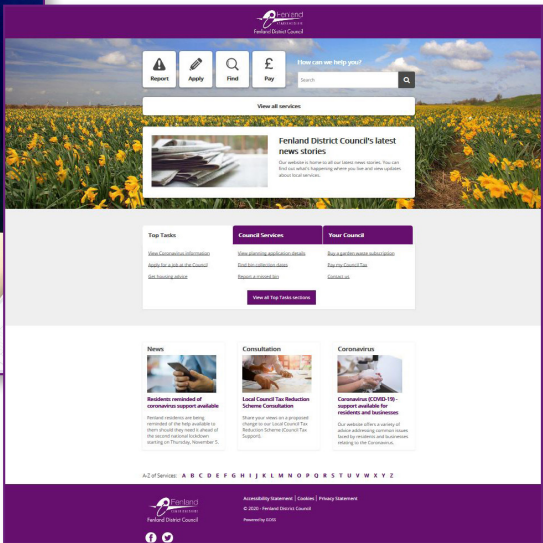 Fenland
CAMBRIDGESHIRE
Fenland District Council
Report
Apply
Find
Pay
How can we help you?
Search
View all services
Fenland District Council's latest
news stories
Our website is home to all our latest news stories. You can
find out what's happening where you live and view updates
about local services.
Top Tasks
Council Services
Your Council
View Coronavirus Information
View planning application details
Buy a garden waste subscription
Apply for a job at the Council
Find bin collection dates
Pay my Council Tax
Get housing advice
Report a missed bin
Contact us
View all Top Tasks sections
News
Residents reminded of
coronavirus support available
Fenland residents are being
reminded of the help available to
them should they need it ahead of
the second national lockdown
starting on Thursday, November 5.
Consultation
Local Council Tax Reduction
Scheme Consultation
Share your views on a proposed
change to our Local Council Tax
Reduction Scheme (Council Tax
Support).
Coronavirus
Coronavirus (COVID-19) -
support available for
residents and businesses
Our website offers a variety of
advice addressing common issues
faced by residents and businesses
relating to the Coronavirus.
A-Z of Services: A B C D E F G H I J K L M N O P Q R S T U V W X Y Z
Fenland
CAMBRIDGESHIRE
Fenland District Council
Accessibility Statement | Cookies | Privacy Statement
© 2020 - Fenland District Council
Powered by GOSS